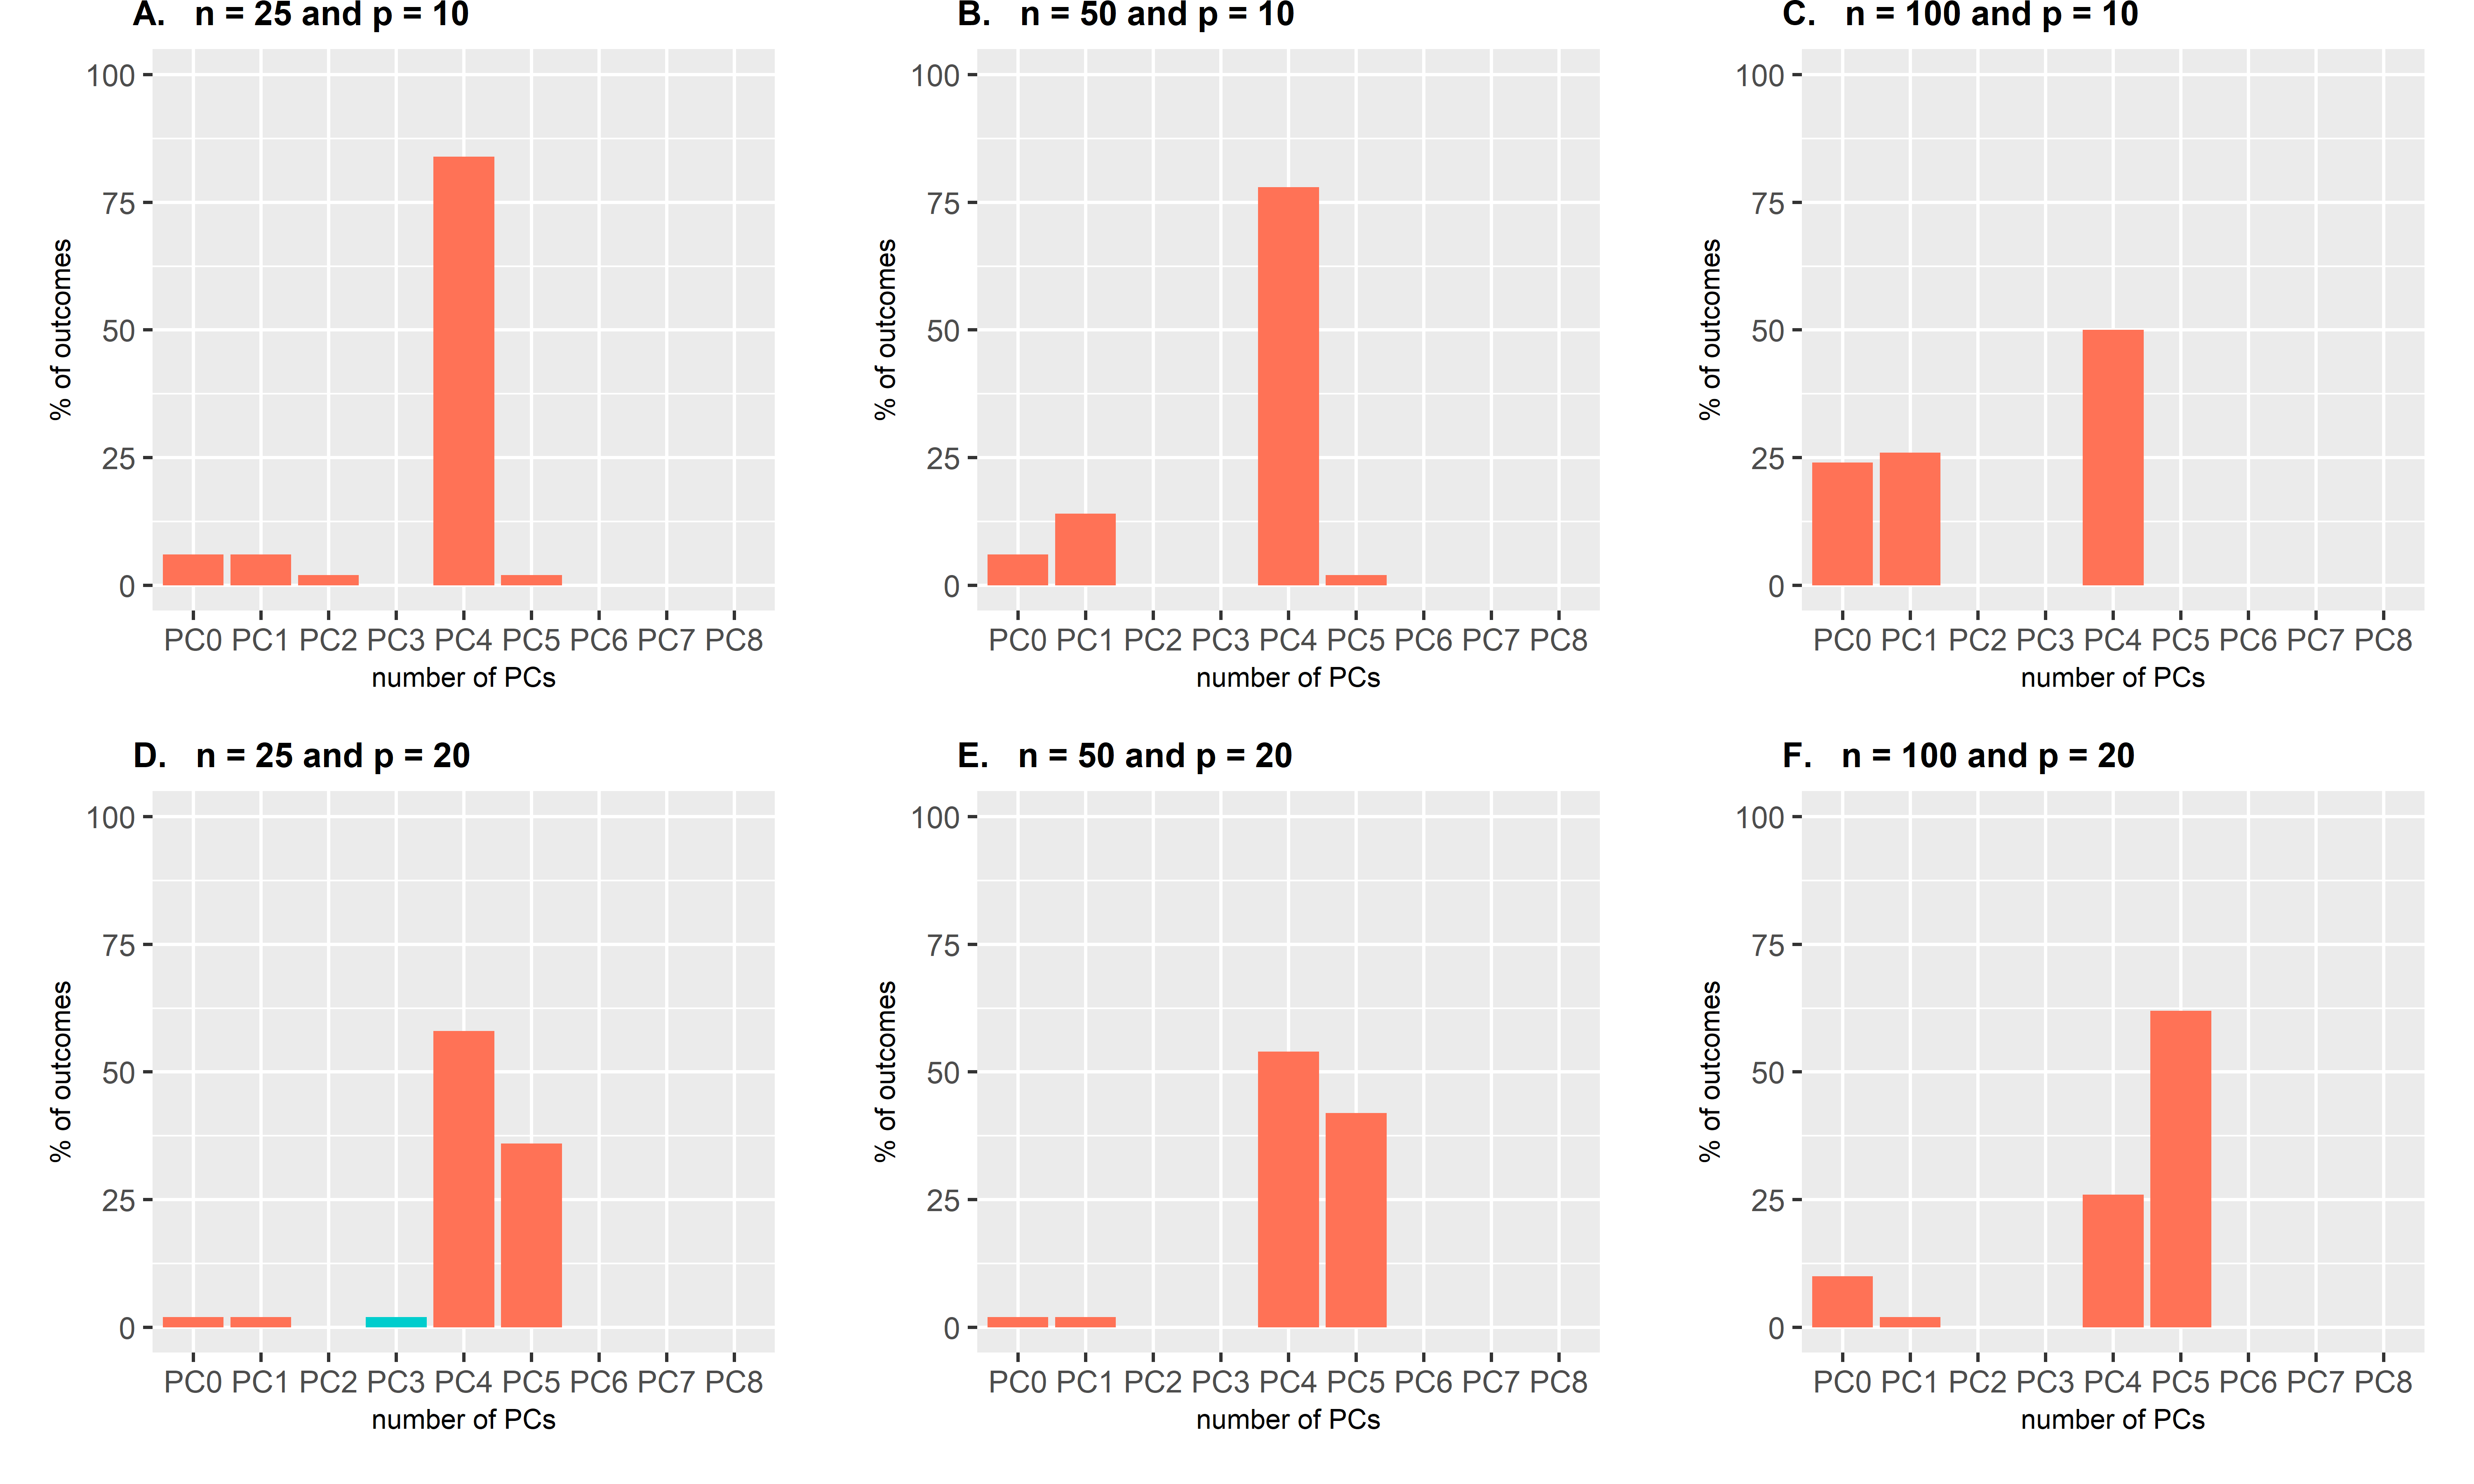 A. n = 25 and p = 10
100
75
50
25
0
% of outcomes
PC0 PC1 PC2 PC3 PC4 PC5 PC6 PC7 PC8
number of PCs
B. n = 50 and p = 10
100
75
50
25
0
% of outcomes
PC0 PC1 PC2 PC3 PC4 PC5 PC6 PC7 PC8
number of PCs
C. n = 100 and p = 10
100
75
50
25
0
% of outcomes
PC0 PC1 PC2 PC3 PC4 PC5 PC6 PC7 PC8
number of PCs
D. n = 25 and p = 20
100
75
50
25
0
% of outcomes
PC0 PC1 PC2 PC3 PC4 PC5 PC6 PC7 PC8
number of PCs
E. n = 50 and p = 20
100
75
50
25
0
% of outcomes
PC0 PC1 PC2 PC3 PC4 PC5 PC6 PC7 PC8
number of PCs
F. n = 100 and p = 20
100
75
50
25
0
% of outcomes
PC0 PC1 PC2 PC3 PC4 PC5 PC6 PC7 PC8
number of PCs